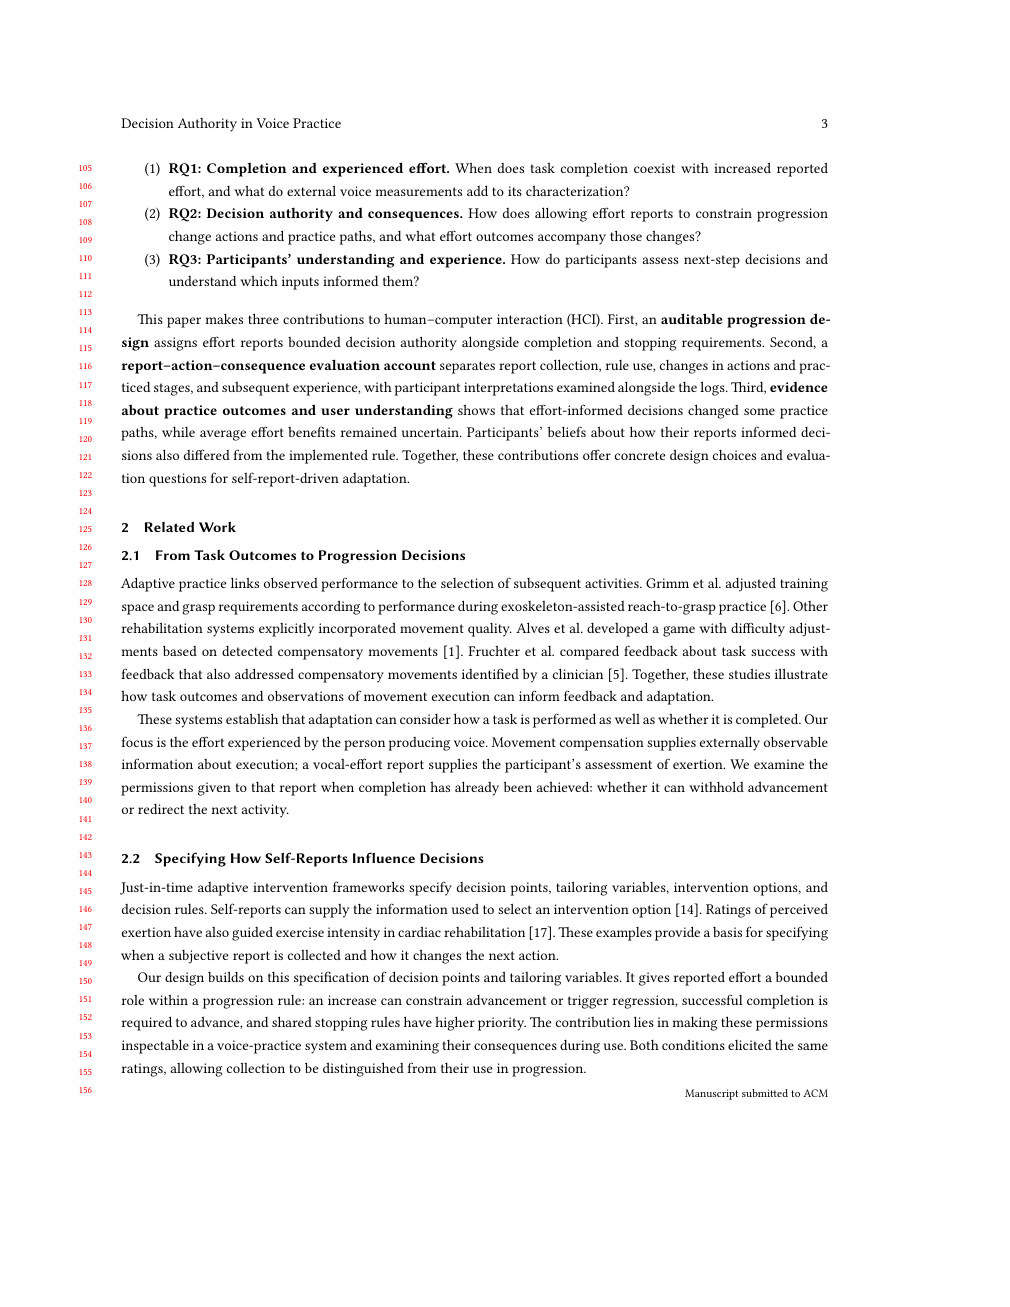 Decision Authority in Voice Practice 3
105 (1) RQ1: Completion and experienced effort. When does task completion coexist with increased reported
106 effort, and what do external voice measurements add to its characterization?
107
108 (2) RQ2: Decision authority and consequences. How does allowing effort reports to constrain progression
109 change actions and practice paths, and what effort outcomes accompany those changes?
110 (3) RQ3: Participants' understanding and experience. How do participants assess next-step decisions and
111 understand which inputs informed them?
112
113 This paper makes three contributions to human–computer interaction (HCI). First, an auditable progression de-
114
115 sign assigns effort reports bounded decision authority alongside completion and stopping requirements. Second, a
116 report–action–consequence evaluation account separates report collection, rule use, changes in actions and prac-
117 ticed stages, and subsequent experience, with participant interpretations examined alongside the logs. Third, evidence
118 about practice outcomes and user understanding shows that effort-informed decisions changed some practice
119
120 paths, while average effort benefits remained uncertain. Participants' beliefs about how their reports informed deci-
121 sions also differed from the implemented rule. Together, these contributions offer concrete design choices and evalua-
122 tion questions for self-report-driven adaptation.
123
124
125 2 Related Work
126 2.1 From Task Outcomes to Progression Decisions
127
128 Adaptive practice links observed performance to the selection of subsequent activities. Grimm et al. adjusted training
129 space and grasp requirements according to performance during exoskeleton-assisted reach-to-grasp practice [6]. Other
130 rehabilitation systems explicitly incorporated movement quality. Alves et al. developed a game with difficulty adjust-
131
132 ments based on detected compensatory movements [1]. Fruchter et al. compared feedback about task success with
133 feedback that also addressed compensatory movements identified by a clinician [5]. Together, these studies illustrate
134 how task outcomes and observations of movement execution can inform feedback and adaptation.
135 These systems establish that adaptation can consider how a task is performed as well as whether it is completed. Our
136
137 focus is the effort experienced by the person producing voice. Movement compensation supplies externally observable
138 information about execution; a vocal-effort report supplies the participant's assessment of exertion. We examine the
139 permissions given to that report when completion has already been achieved: whether it can withhold advancement
140
141 or redirect the next activity.
142
143 2.2 Specifying How Self-Reports Influence Decisions
144
145 Just-in-time adaptive intervention frameworks specify decision points, tailoring variables, intervention options, and
146 decision rules. Self-reports can supply the information used to select an intervention option [14]. Ratings of perceived
147 exertion have also guided exercise intensity in cardiac rehabilitation [17]. These examples provide a basis for specifying
148
149 when a subjective report is collected and how it changes the next action.
150 Our design builds on this specification of decision points and tailoring variables. It gives reported effort a bounded
151 role within a progression rule: an increase can constrain advancement or trigger regression, successful completion is
152 required to advance, and shared stopping rules have higher priority. The contribution lies in making these permissions
153
154 inspectable in a voice-practice system and examining their consequences during use. Both conditions elicited the same
155 ratings, allowing collection to be distinguished from their use in progression.
156
Manuscript submitted to ACM